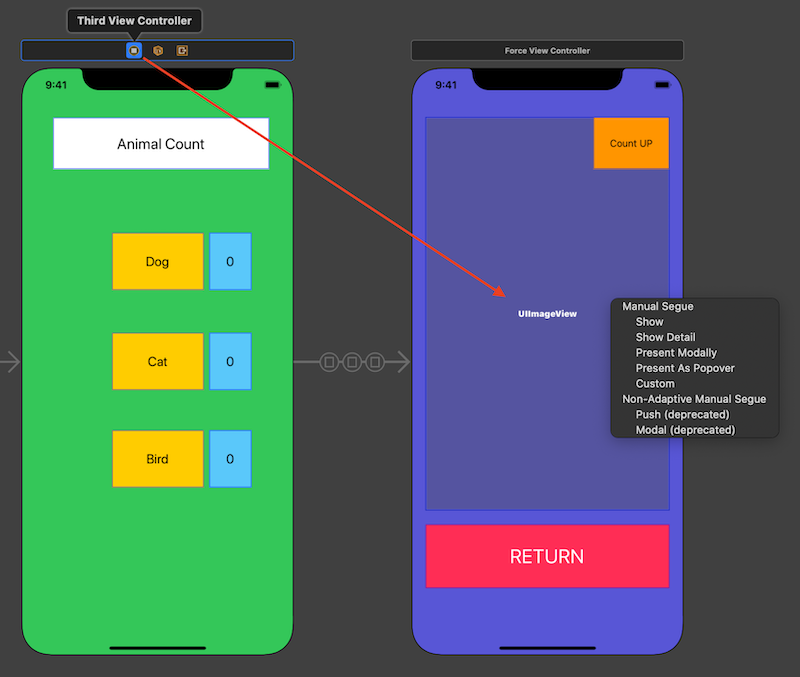 Third View Controller
9:41
Animal Count
Dog
0
Cat
0
Bird
0
Force View Controller
9:41
Count UP
UIImageView
Manual Segue
Show
Show Detail
Present Modally
Present As Popover
Custom
Non-Adaptive Manual Segue
Push (deprecated)
Modal (deprecated)
RETURN